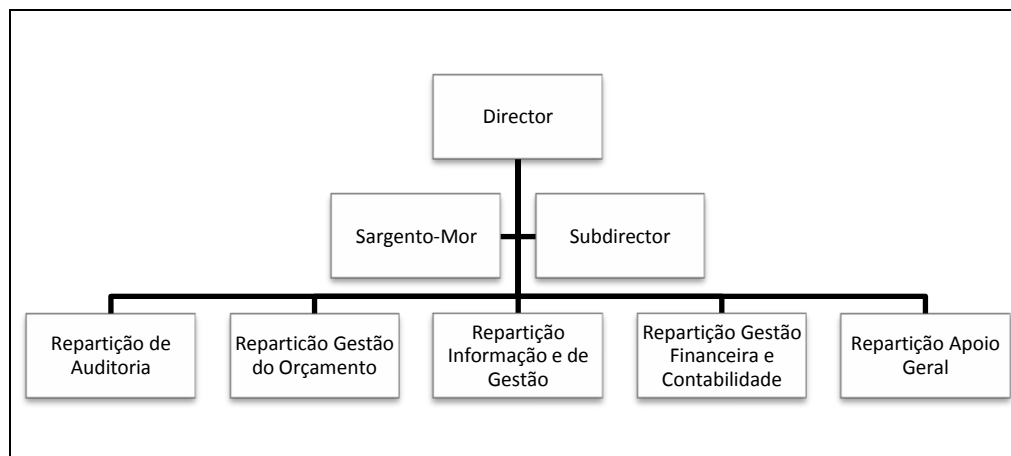 Director
Sargento-Mor
Subdirector
Repartição de
Auditoria
Reparticão Gestão
do Orçamento
Repartição
Informação e de
Gestão
Repartição Gestão
Financeira e
Contabilidade
Repartição Apoio
Geral